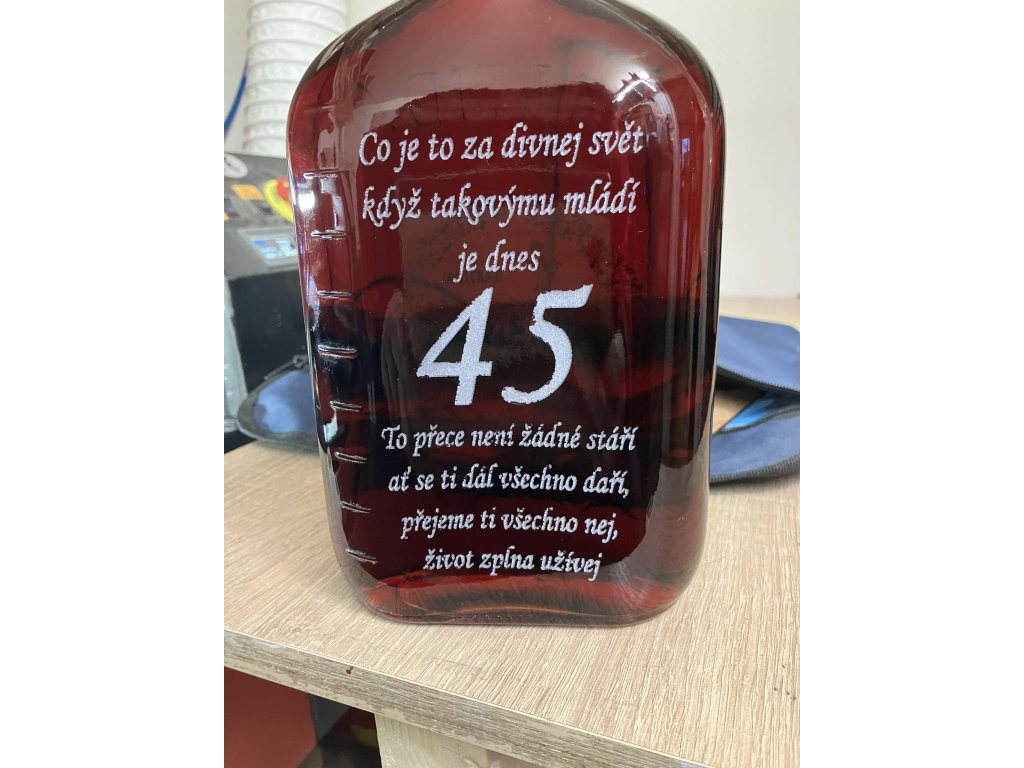 Co je to za divnej svět
když takovýmu mládí
je dnes
45
To přece není žádné stáří
ať se ti dál všechno daří,
přejeme ti všechno nej,
život zplna užívej